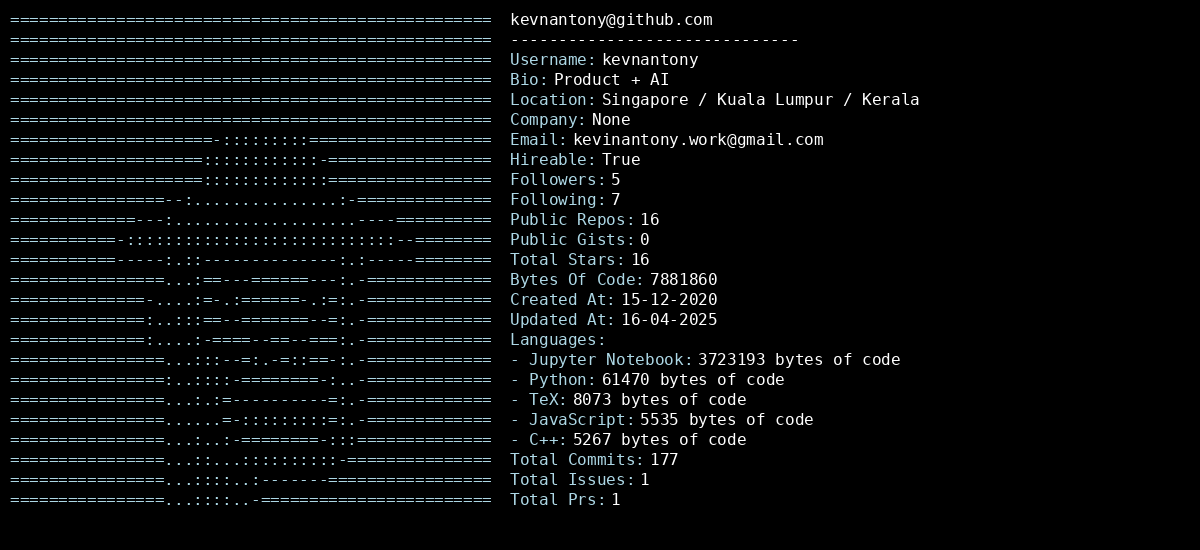 kevnantony@github.com
------------------------------
Username: kevnantony
Bio: Product + AI
Location: Singapore / Kuala Lumpur / Kerala
Company: None
Email: kevinantony.work@gmail.com
Hireable: True
Followers: 5
Following: 7
Public Repos: 16
Public Gists: 0
Total Stars: 16
Bytes Of Code: 7881860
Created At: 15-12-2020
Updated At: 16-04-2025
Languages:
- Jupyter Notebook: 3723193 bytes of code
- Python: 61470 bytes of code
- TeX: 8073 bytes of code
- JavaScript: 5535 bytes of code
- C++: 5267 bytes of code
Total Commits: 177
Total Issues: 1
Total Prs: 1